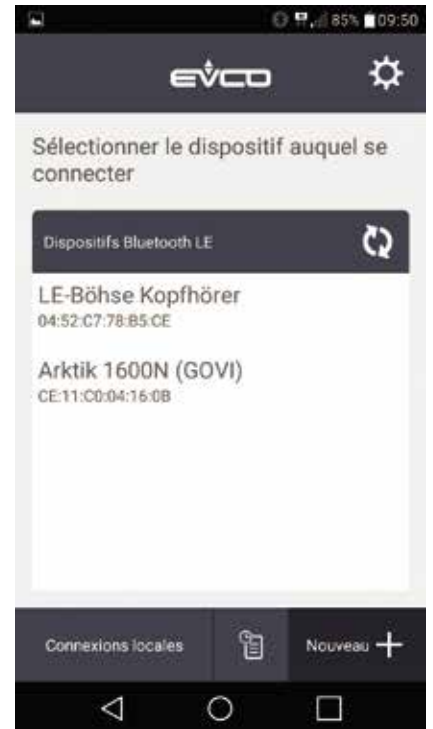 85% 09:50
EVCO
Sélectionner le dispositif auquel se
connecter
Dispositifs Bluetooth LE
LE-Böhse Kopfhörer
04:52:C7:78:B5:CE
Arktik 1600N (GOVI)
CE:11:C0:04:16:0B
Connexions locales
Nouveau